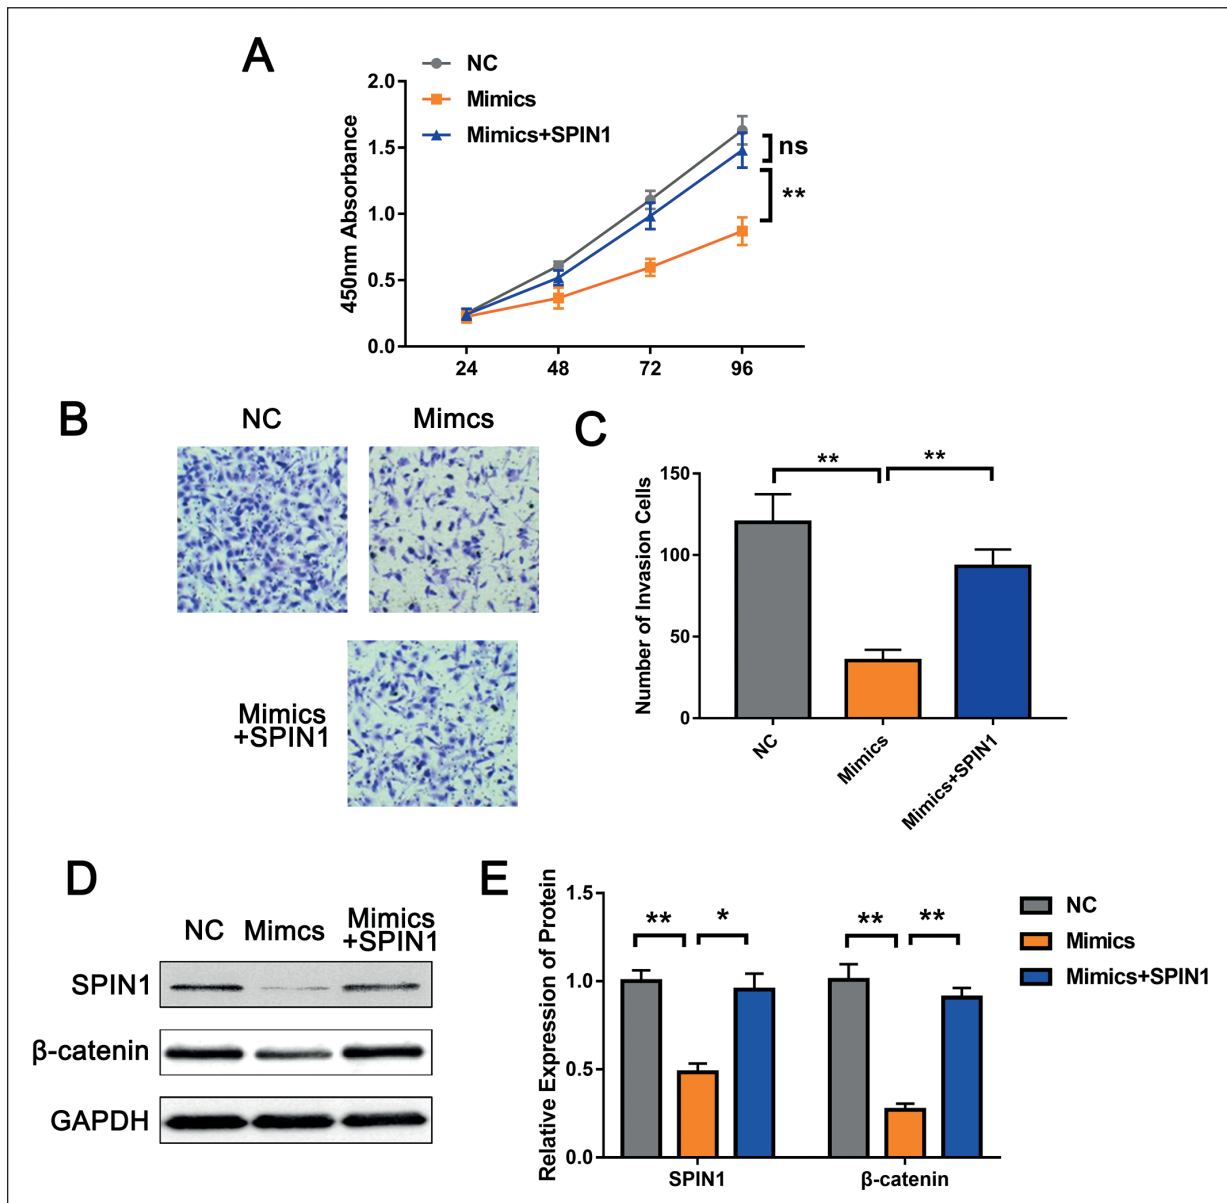 A
NC
Mimics
Mimics+SPIN1
2.0
1.5
1.0
0.5
0.0
450nm Absorbance
ns
**
24 48 72 96
B
NC Mimcs
Mimics
+SPIN1
C
** **
150
100
50
0
Number of Invasion Cells
NC
Mimics
Mimics+SPIN1
D
NC Mimcs Mimics
+SPIN1
SPIN1
β-catenin
GAPDH
E
1.5
1.0
0.5
0.0
Relative Expression of Protein
** * ** **
SPIN1 β-catenin
NC
Mimics
Mimics+SPIN1